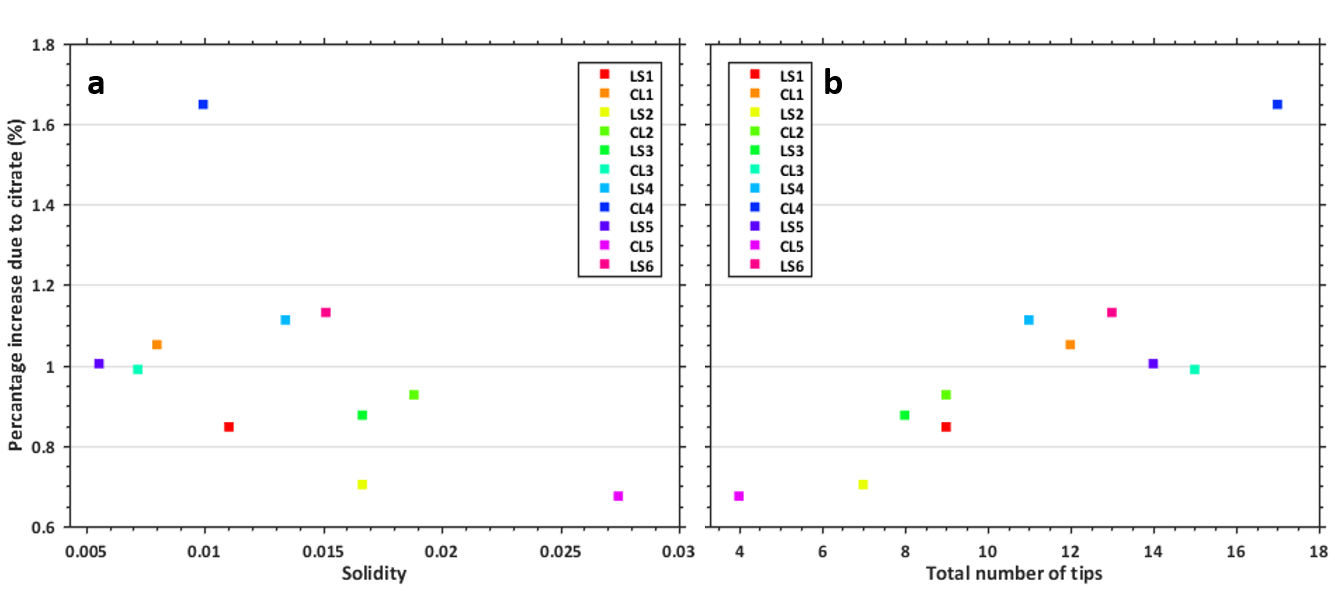 Percantage increase due to citrate (%)
1.8
1.6
1.4
1.2
1
0.8
0.6
a
LS1
CL1
LS2
CL2
LS3
CL3
LS4
CL4
LS5
CL5
LS6
0.005 0.01 0.015 0.02 0.025 0.03
Solidity
b
LS1
CL1
LS2
CL2
LS3
CL3
LS4
CL4
LS5
CL5
LS6
4 6 8 10 12 14 16 18
Total number of tips